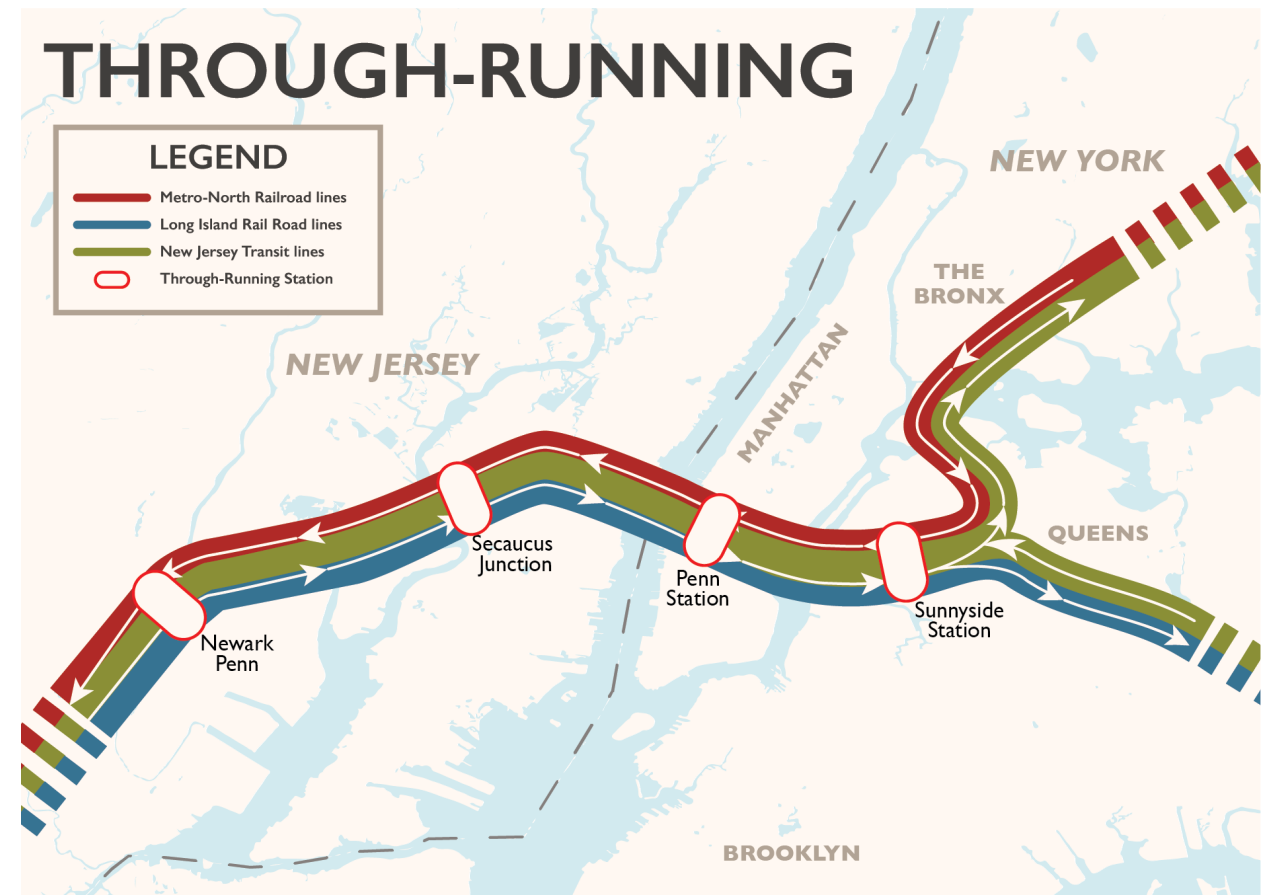 THROUGH-RUNNING
LEGEND
Metro-North Railroad lines
Long Island Rail Road lines
New Jersey Transit lines
Through-Running Station
NEW YORK
THE
BRONX
NEW JERSEY
MANHATTAN
QUEENS
Secaucus
Junction
Penn
Station
Sunnyside
Station
Newark
Penn
BROOKLYN